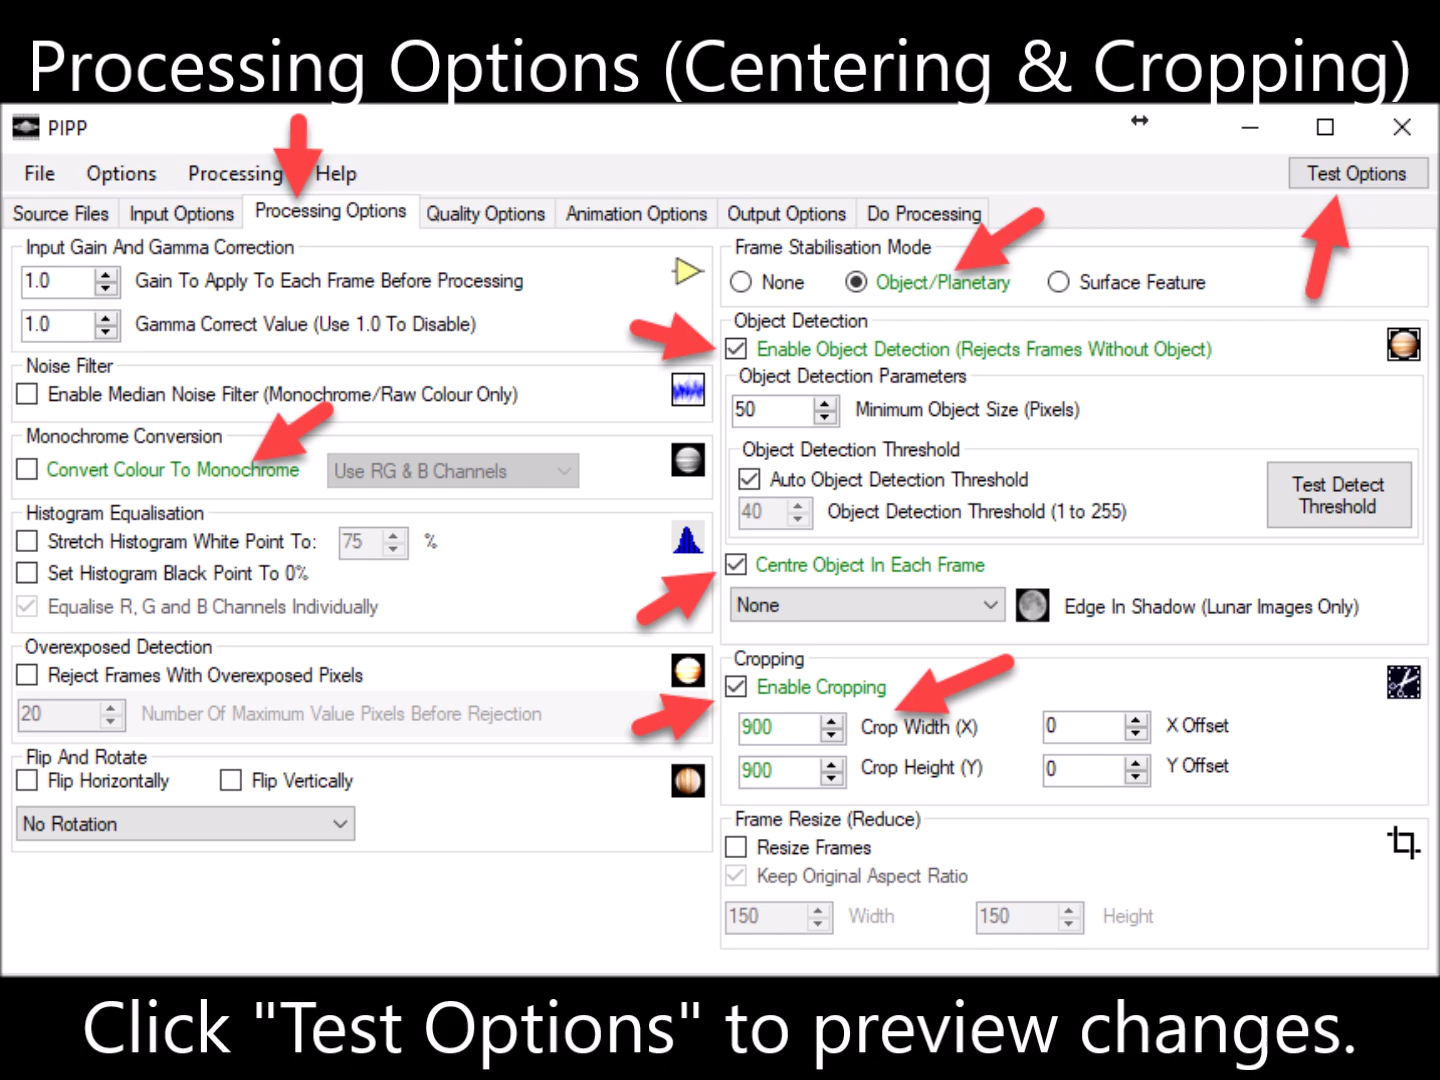 Processing Options (Centering & Cropping)
PIPP
File Options Processing Help
Test Options
Source Files Input Options Processing Options Quality Options Animation Options Output Options Do Processing
Input Gain And Gamma Correction
1.0 Gain To Apply To Each Frame Before Processing
1.0 Gamma Correct Value (Use 1.0 To Disable)
Noise Filter
Enable Median Noise Filter (Monochrome/Raw Colour Only)
Monochrome Conversion
Convert Colour To Monochrome Use RG & B Channels
Histogram Equalisation
Stretch Histogram White Point To: 75 %
Set Histogram Black Point To 0%
Equalise R, G and B Channels Individually
Overexposed Detection
Reject Frames With Overexposed Pixels
20 Number Of Maximum Value Pixels Before Rejection
Flip And Rotate
Flip Horizontally Flip Vertically
No Rotation
Frame Stabilisation Mode
None Object/Planetary Surface Feature
Object Detection
Enable Object Detection (Rejects Frames Without Object)
Object Detection Parameters
50 Minimum Object Size (Pixels)
Object Detection Threshold
Auto Object Detection Threshold
40 Object Detection Threshold (1 to 255)
Test Detect
Threshold
Centre Object In Each Frame
None Edge In Shadow (Lunar Images Only)
Cropping
Enable Cropping
900 Crop Width (X) 0 X Offset
900 Crop Height (Y) 0 Y Offset
Frame Resize (Reduce)
Resize Frames
Keep Original Aspect Ratio
150 Width 150 Height
Click "Test Options" to preview changes.